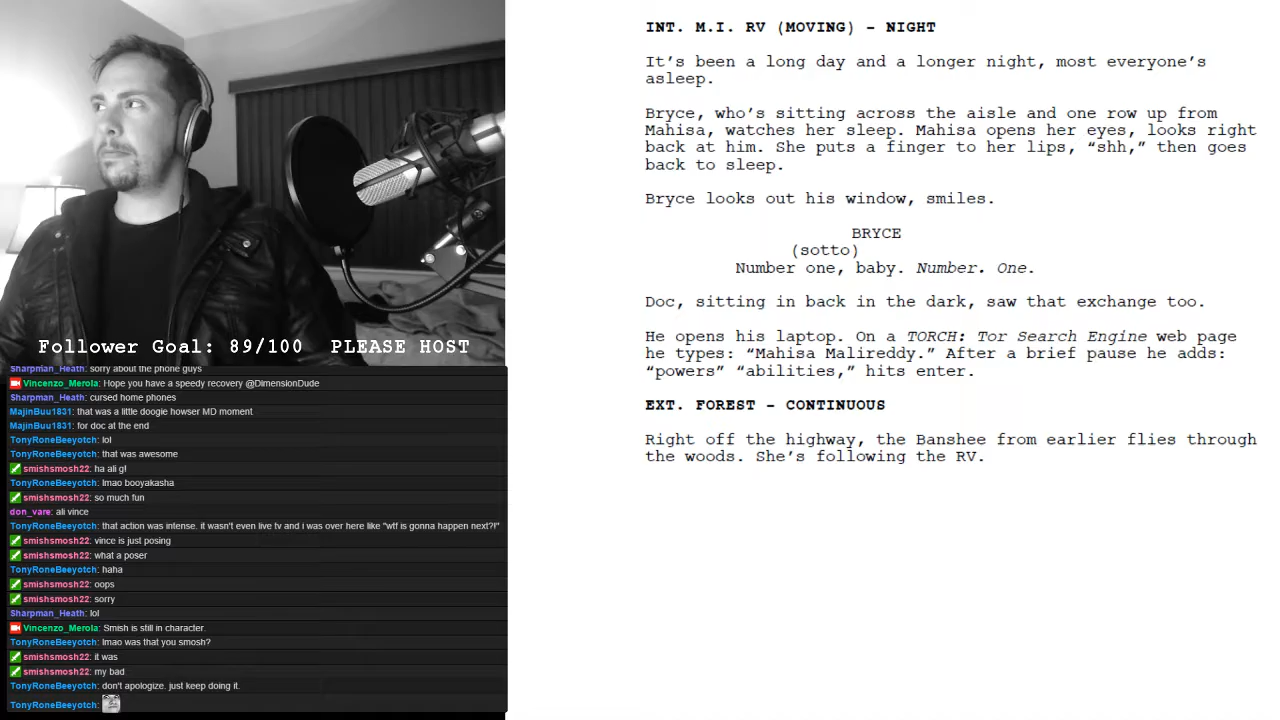 Follower Goal: 89/100 PLEASE HOST
Sharpman_Heath: sorry about the phone guys
Vincenzo_Merola: Hope you have a speedy recovery @DimensionDude
Sharpman_Heath: cursed home phones
MajinBuu1831: that was a little doogie howser MD moment
MajinBuu1831: for doc at the end
TonyRoneBeeyotch: lol
TonyRoneBeeyotch: that was awesome
smishsmosh22: ha ali g!
TonyRoneBeeyotch: lmao booyakasha
smishsmosh22: so much fun
don_vare: ali vince
TonyRoneBeeyotch: that action was intense. it wasn't even live tv and i was over here like "wtf is gonna happen next?!"
smishsmosh22: vince is just posing
smishsmosh22: what a poser
TonyRoneBeeyotch: haha
smishsmosh22: oops
smishsmosh22: sorry
Sharpman_Heath: lol
Vincenzo_Merola: Smish is still in character.
TonyRoneBeeyotch: lmao was that you smosh?
smishsmosh22: it was
smishsmosh22: my bad
TonyRoneBeeyotch: don't apologize. just keep doing it.
TonyRoneBeeyotch:
INT. M.I. RV (MOVING) – NIGHT
It's been a long day and a longer night, most everyone's
asleep.
Bryce, who's sitting across the aisle and one row up from
Mahisa, watches her sleep. Mahisa opens her eyes, looks right
back at him. She puts a finger to her lips, “shh,” then goes
back to sleep.
Bryce looks out his window, smiles.
BRYCE
(sotto)
Number one, baby. Number. One.
Doc, sitting in back in the dark, saw that exchange too.
He opens his laptop. On a TORCH: Tor Search Engine web page
he types: “Mahisa Malireddy.” After a brief pause he adds:
“powers” “abilities,” hits enter.
EXT. FOREST – CONTINUOUS
Right off the highway, the Banshee from earlier flies through
the woods. She's following the RV.